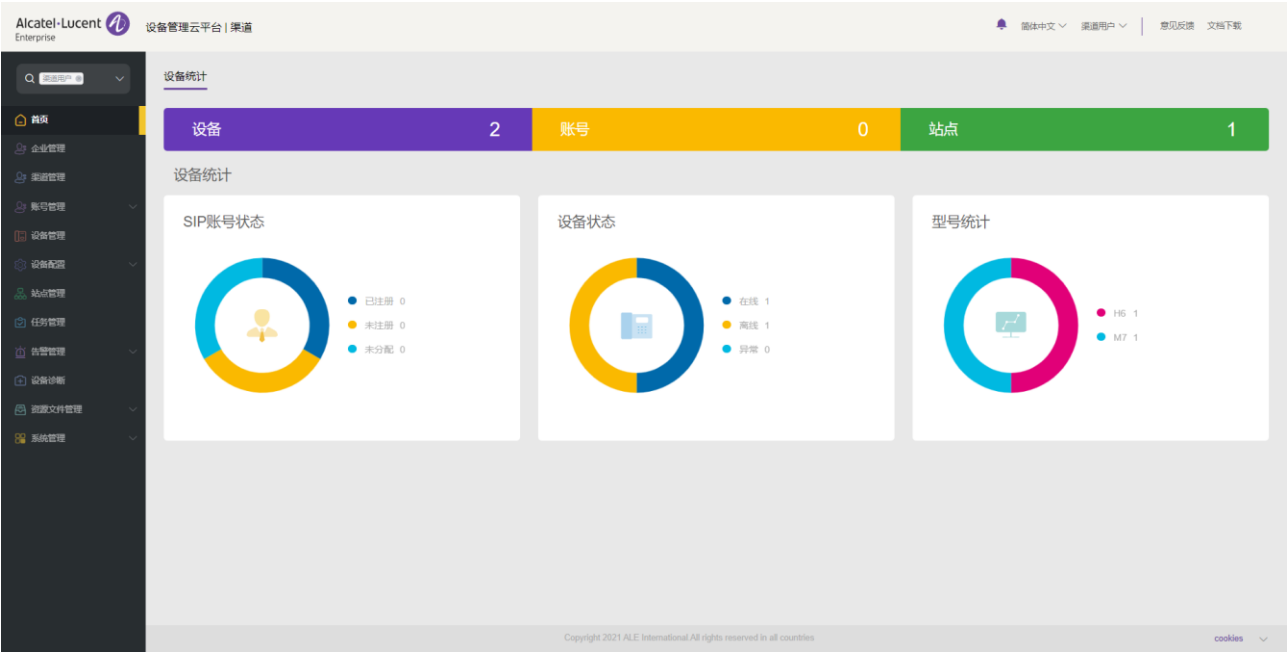 Alcatel·Lucent
Enterprise
设备管理云平台 | 渠道
简体中文 渠道用户 意见反馈 文档下载
渠道用户
设备统计
首页
企业管理
渠道管理
账号管理
设备管理
设备配置
站点管理
任务管理
告警管理
设备诊断
资源文件管理
系统管理
设备 2
账号 0
站点 1
设备统计
SIP账号状态
已注册 0
未注册 0
未分配 0
设备状态
在线 1
离线 1
异常 0
型号统计
H6 1
M7 1
Copyright 2021 ALE International All rights reserved in all countries
cookies